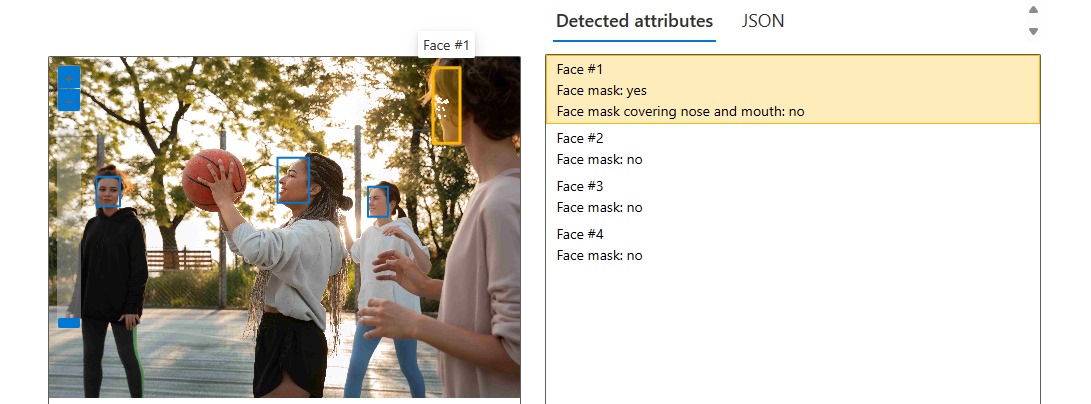 Detected attributes
JSON
Face #1
Face #1
Face mask: yes
Face mask covering nose and mouth: no
Face #2
Face mask: no
Face #3
Face mask: no
Face #4
Face mask: no